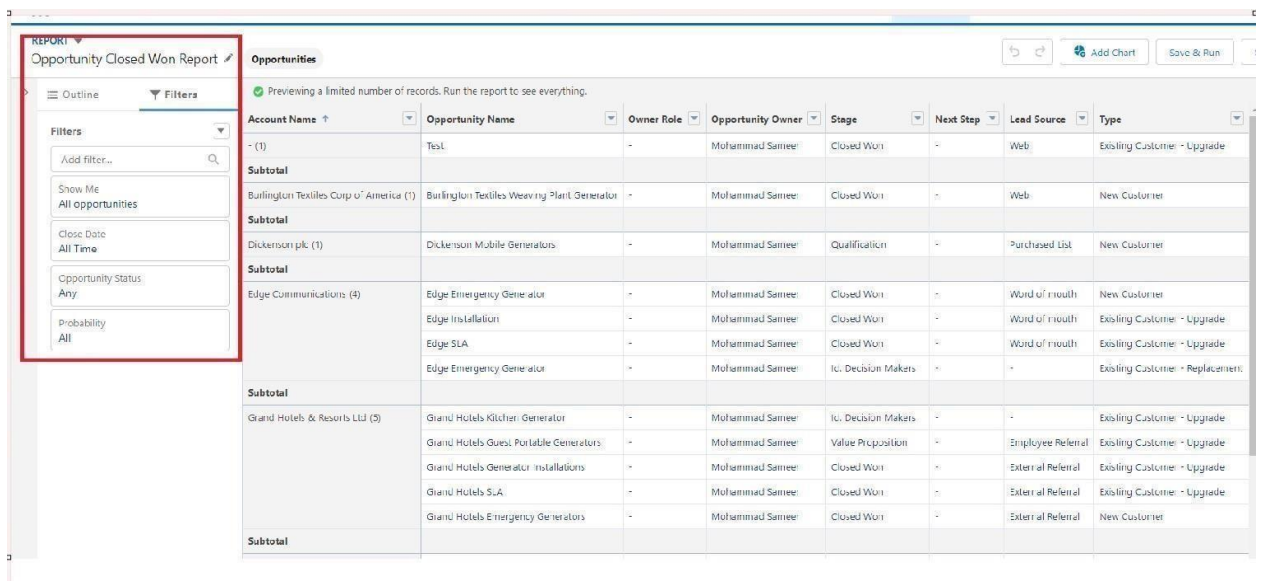 REPORT
Opportunity Closed Won Report
Opportunities
Add Chart
Save & Run
Outline
Filters
Previewing a limited number of records. Run the report to see everything.
Account Name ↑ Opportunity Name Owner Role Opportunity Owner Stage Next Step Lead Source Type
Filters
Add filter...
Show Me
All opportunities
Close Date
All Time
Opportunity Status
Any
Probability
All
- (1) Test - Mohammad Sameer Closed Won - Web Existing Customer - Upgrade
Subtotal
Burlington Textiles Corp of America (1) Burlington Textiles Weaving Plant Generator - Mohammad Sameer Closed Won - Web New Customer
Subtotal
Dickenson plc (1) Dickenson Mobile Generators - Mohammad Sameer Qualification - Purchased List New Customer
Subtotal
Edge Communications (4) Edge Emergency Generator - Mohammad Sameer Closed Won - Word of mouth New Customer
Edge Installation - Mohammad Sameer Closed Won - Word of mouth Existing Customer - Upgrade
Edge SLA - Mohammad Sameer Closed Won - Word of mouth Existing Customer - Upgrade
Edge Emergency Generator - Mohammad Sameer Id. Decision Makers - - Existing Customer - Replacement
Subtotal
Grand Hotels & Resorts Ltd (5) Grand Hotels Kitchen Generator - Mohammad Sameer Id. Decision Makers - - Existing Customer - Upgrade
Grand Hotels Guest Portable Generators - Mohammad Sameer Value Proposition - Employee Referral Existing Customer - Upgrade
Grand Hotels Generator Installations - Mohammad Sameer Closed Won - External Referral Existing Customer - Upgrade
Grand Hotels SLA - Mohammad Sameer Closed Won - External Referral Existing Customer - Upgrade
Grand Hotels Emergency Generators - Mohammad Sameer Closed Won - External Referral New Customer
Subtotal